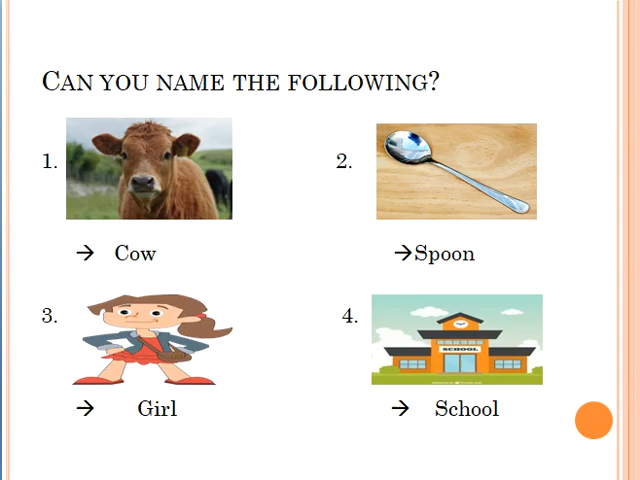 CAN YOU NAME THE FOLLOWING?
1.
2.
→ Cow
→Spoon
3.
4.
SCHOOL
→ Girl
→ School